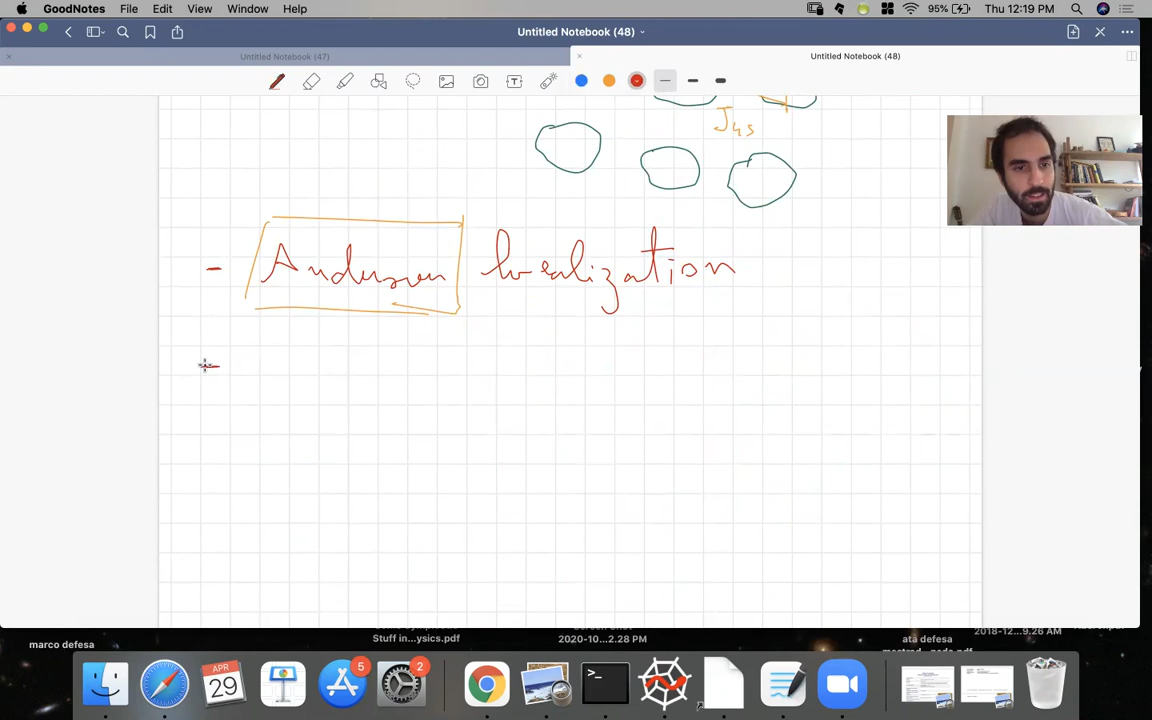 GoodNotes File Edit View Window Help 95% Thu 12:19 PM
Untitled Notebook (48)
Untitled Notebook (47) Untitled Notebook (48)
J45
- Anderson localization
-
marco defesa
Stuff in...ysics.pdf
2020-10...2.28 PM
ata defesa
2018-12...9.26 AM
APR
29
5
2